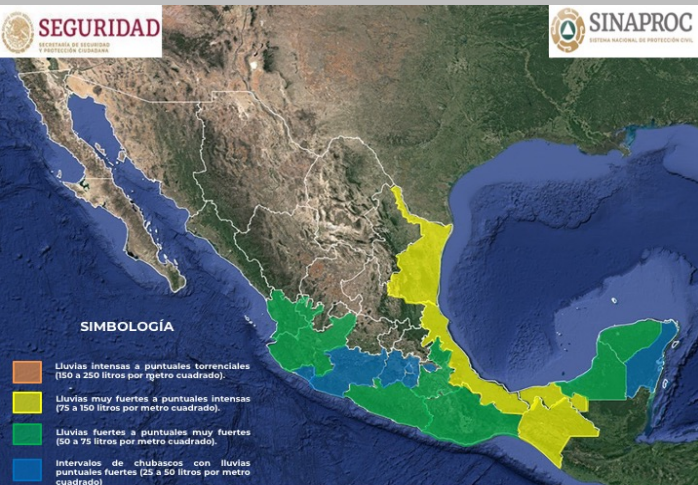 SEGURIDAD
SECRETARÍA DE SEGURIDAD
Y PROTECCIÓN CIUDADANA
SINAPROC
SISTEMA NACIONAL DE PROTECCIÓN CIVIL
SIMBOLOGÍA
Lluvias intensas a puntuales torrenciales
(150 a 250 litros por metro cuadrado).
Lluvias muy fuertes a puntuales intensas
(75 a 150 litros por metro cuadrado).
Lluvias fuertes a puntuales muy fuertes
(50 a 75 litros por metro cuadrado).
Intervalos de chubascos con lluvias
puntuales fuertes (25 a 50 litros por metro
cuadrado)